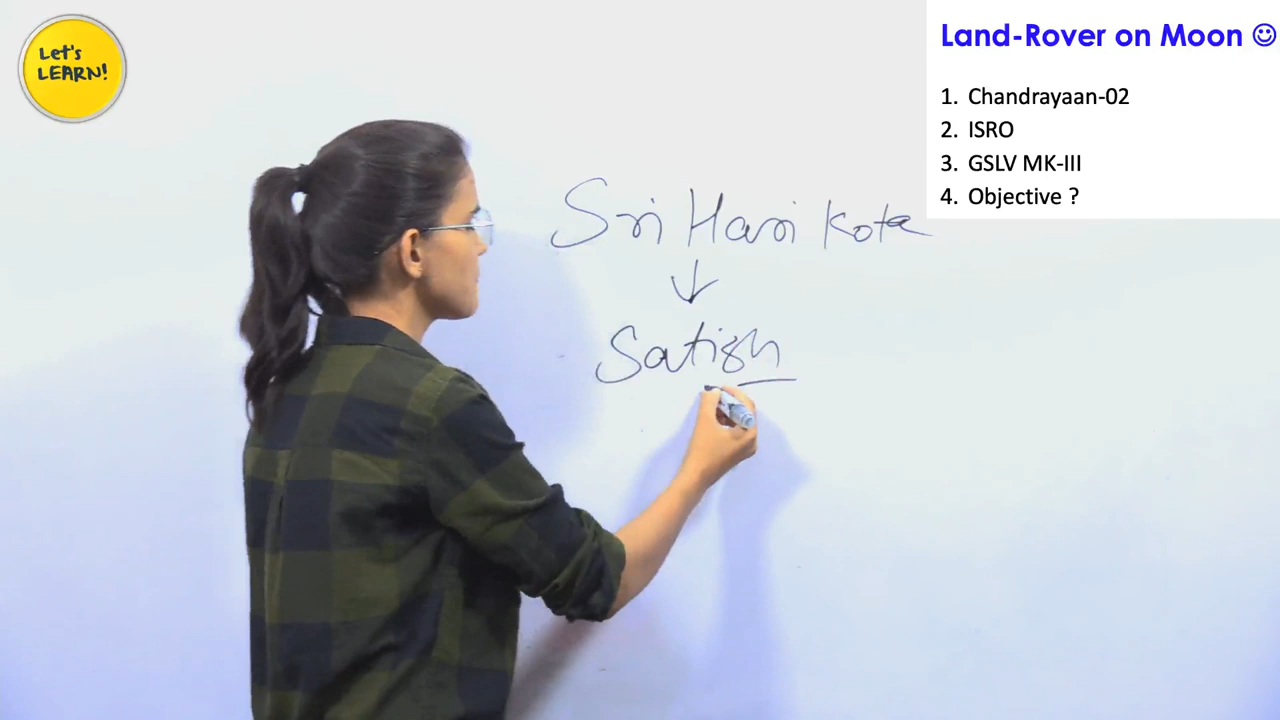 Let's
LEARN!
Land-Rover on Moon ☺
1. Chandrayaan-02
2. ISRO
3. GSLV MK-III
4. Objective ?
Sri Hari Kota
↓
Satish